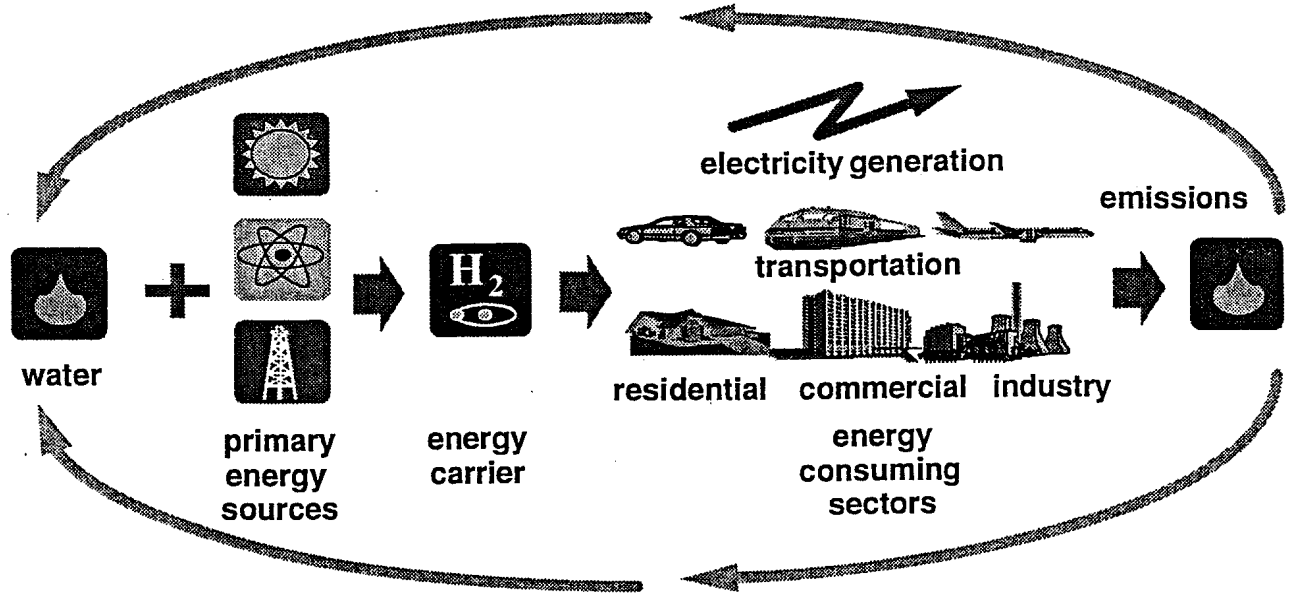 electricity generation
emissions
H2
transportation
water
residential commercial industry
primary
energy
sources
energy
carrier
energy
consuming
sectors